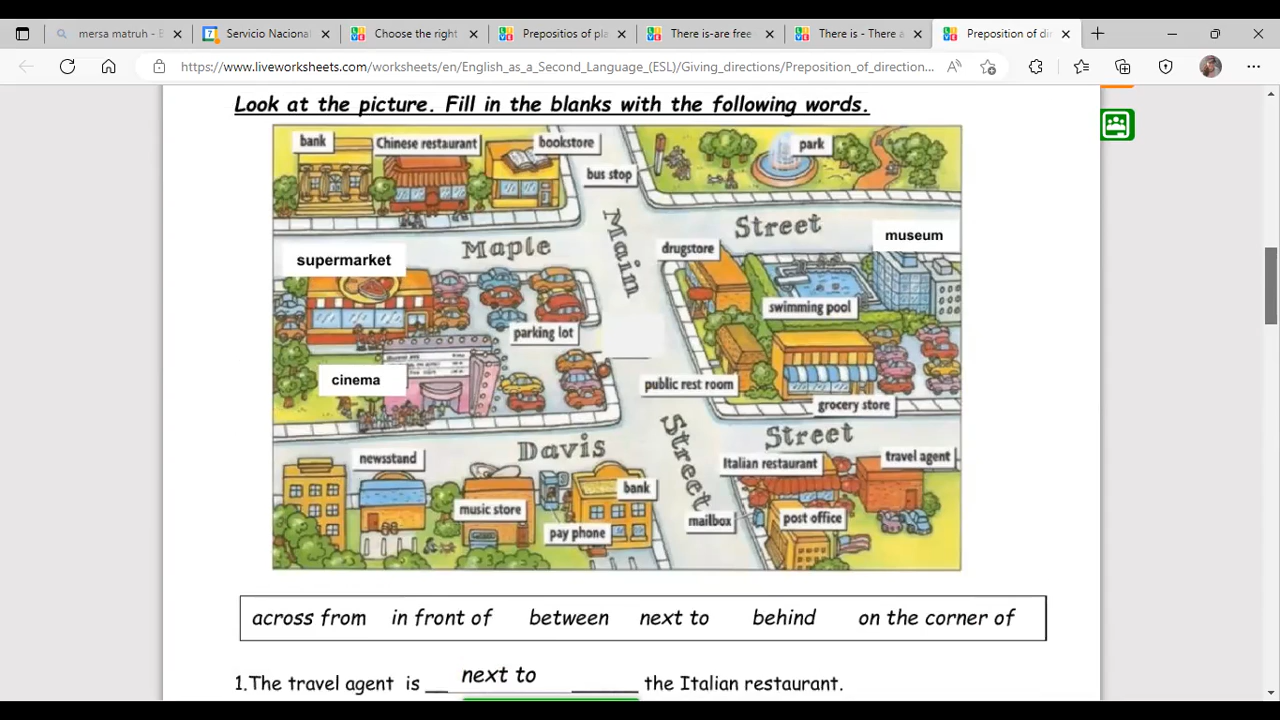 mersa matruh - E
Servicio Nacional
Choose the right
Prepositios of pla
There is-are free
There is - There a
Preposition of di
https://www.liveworksheets.com/worksheets/en/English_as_a_Second_Language_(ESL)/Giving_directions/Preposition_of_direction...
Look at the picture. Fill in the blanks with the following words.
bank
Chinese restaurant
bookstore
park
bus stop
Main
Street
Maple
museum
drugstore
supermarket
swimming pool
parking lot
cinema
public rest room
grocery store
Street
Street
Davis
newsstand
Italian restaurant
travel agent
bank
music store
mailbox
post office
pay phone
across from in front of between next to behind on the corner of
1.The travel agent is __ next to ______ the Italian restaurant.